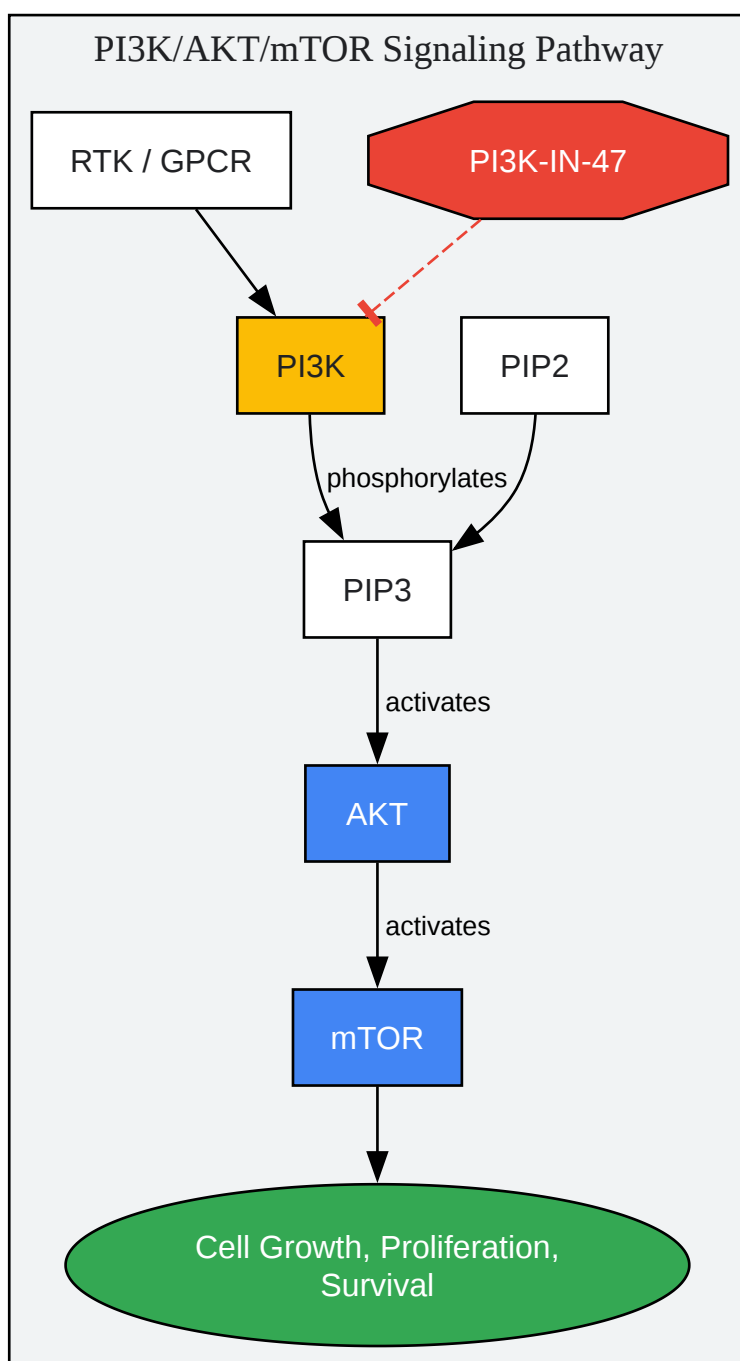 PI3K/AKT/mTOR Signaling Pathway
RTK / GPCR
PI3K-IN-47
PI3K
PIP2
phosphorylates
PIP3
activates
AKT
activates
mTOR
Cell Growth, Proliferation,
Survival